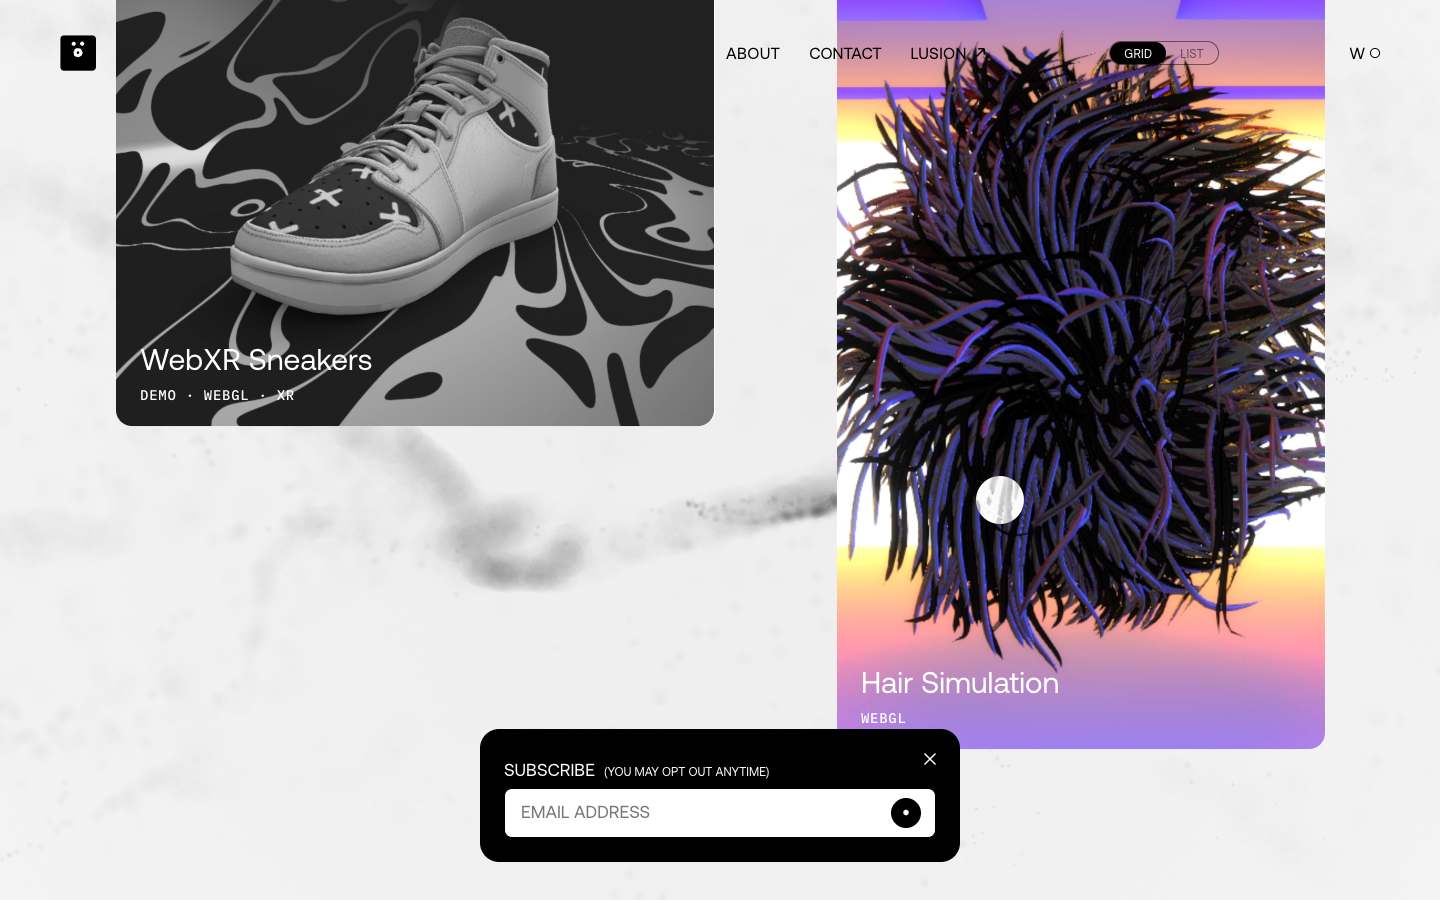 ABOUT
CONTACT
LUSION ↗
GRID
LIST
W
WebXR Sneakers
DEMO · WEBGL · XR
Hair Simulation
WEBGL
SUBSCRIBE (YOU MAY OPT OUT ANYTIME)
EMAIL ADDRESS